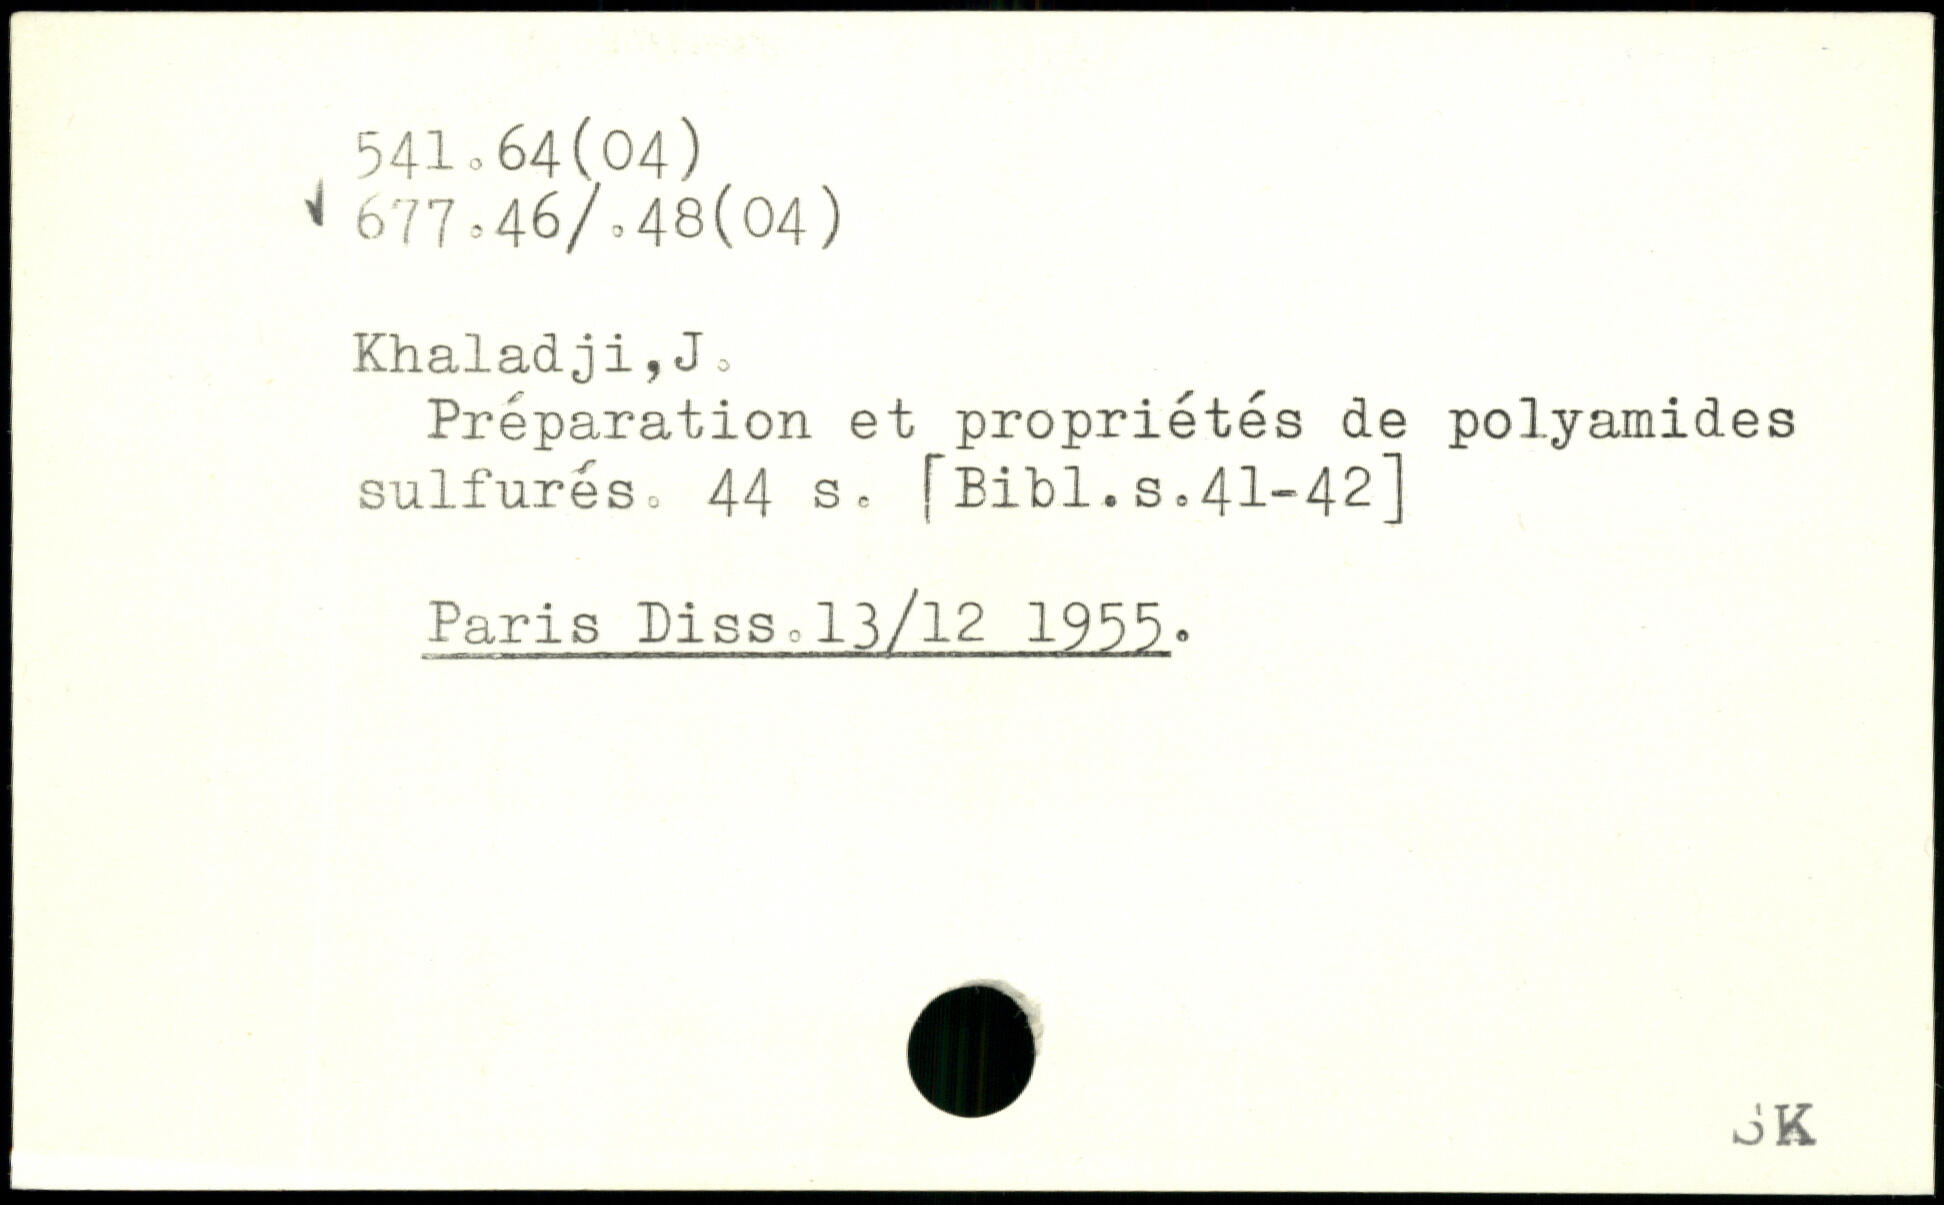 541.64(04)
✓ 677.46/.48(04)
Khaladji,J.
Préparation et propriétés de polyamides
sulfurés. 44 s. [Bibl.s.41-42]
Paris Diss.13/12 1955.
SK